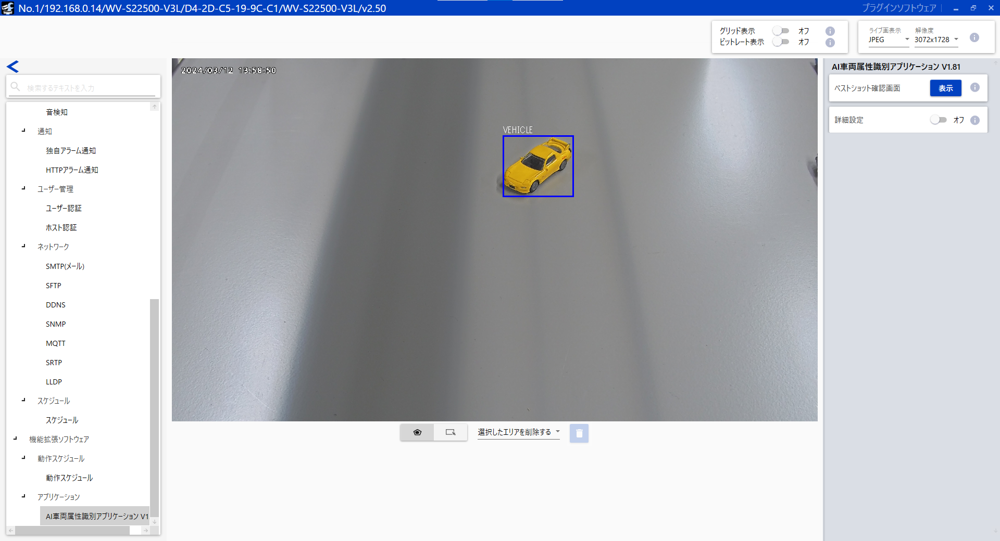 No.1/192.168.0.14/WV-S22500-V3L/D4-2D-C5-19-9C-C1/WV-S22500-V3L/v2.50
プラグインソフトウェア
グリッド表示 オフ
ビットレート表示 オフ
ライブ画表示 解像度
JPEG 3072x1728
検索するテキストを入力
音検知
通知
独自アラーム通知
HTTPアラーム通知
ユーザー管理
ユーザー認証
ホスト認証
ネットワーク
SMTP(メール)
SFTP
DDNS
SNMP
MQTT
SRTP
LLDP
スケジュール
スケジュール
機能拡張ソフトウェア
動作スケジュール
動作スケジュール
アプリケーション
AI車両属性識別アプリケーション V1
2024/03/12 13:58:50
VEHICLE
選択したエリアを削除する
AI車両属性識別アプリケーション V1.81
ベストショット確認画面 表示
詳細設定 オフ